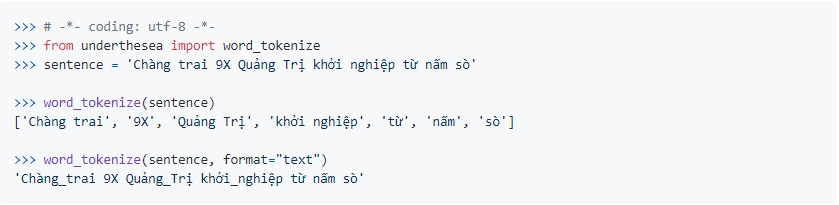 >>> # -*- coding: utf-8 -*-
>>> from underthesea import word_tokenize
>>> sentence = 'Chàng trai 9X Quảng Trị khởi nghiệp từ nấm sò'
>>> word_tokenize(sentence)
['Chàng trai', '9X', 'Quảng Trị', 'khởi nghiệp', 'từ', 'nấm', 'sò']
>>> word_tokenize(sentence, format="text")
'Chàng_trai 9X Quảng_Trị khởi_nghiệp từ nấm sò'